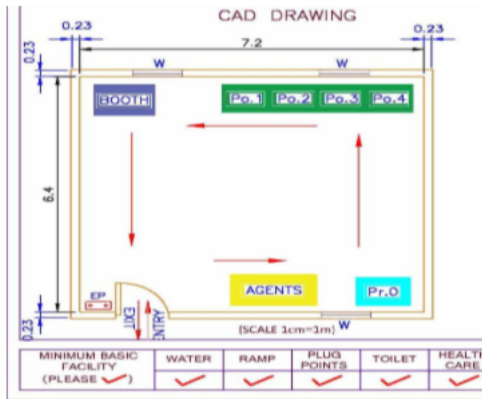 CAD DRAWING
0.23 7.2 0.23
0.23 W W
BOOTH Po.1 Po.2 Po.3 Po.4
6.4
EP AGENTS Pr.O
EXIT ENTRY
0.23 (SCALE 1cm=1m) W
MINIMUM BASIC FACILITY (PLEASE ✓) WATER RAMP PLUG POINTS TOILET HEALTH CARE
✓ ✓ ✓ ✓ ✓